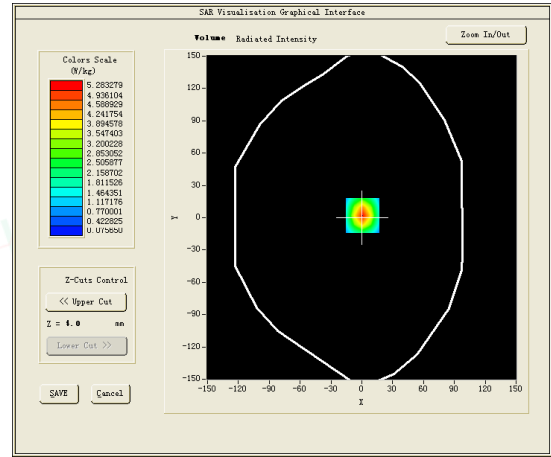 SAR Visualisation Graphical Interface
Volume Radiated Intensity
Zoom In/Out
Colors Scale
(W/kg)
5.283279
4.936104
4.588929
4.241754
3.894578
3.547403
3.200228
2.853052
2.505877
2.158702
1.811526
1.464351
1.117176
0.770001
0.422825
0.075650
Z-Cuts Control
<< Upper Cut
Z = 4.0 mm
Lower Cut >>
SAVE
Cancel
150
120
90
60
30
0
-30
-60
-90
-120
-150
Y
-150 -120 -90 -60 -30 0 30 60 90 120 150
X